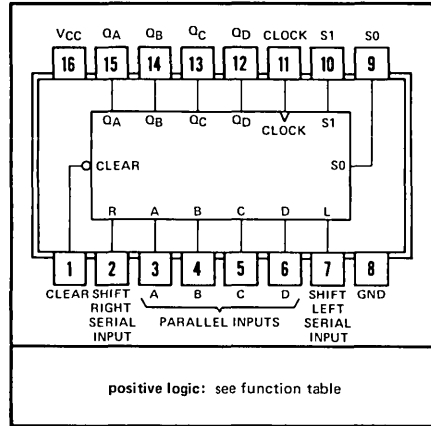 VCC QA QB QC QD CLOCK S1 S0
16 15 14 13 12 11 10 9
QA QB QC QD CLOCK S1
CLEAR S0
R A B C D L
1 2 3 4 5 6 7 8
CLEAR SHIFT RIGHT SERIAL INPUT A B C D SHIFT LEFT SERIAL INPUT GND
PARALLEL INPUTS
positive logic: see function table